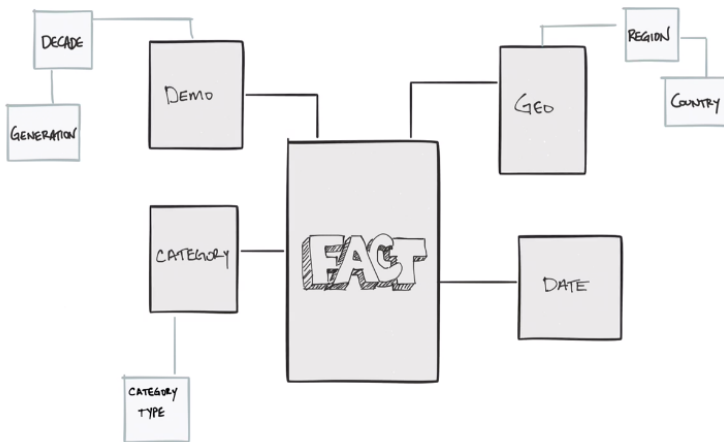 DECADE
GENERATION
DEMO
CATEGORY
CATEGORY
TYPE
FACT
GEO
REGION
COUNTRY
DATE